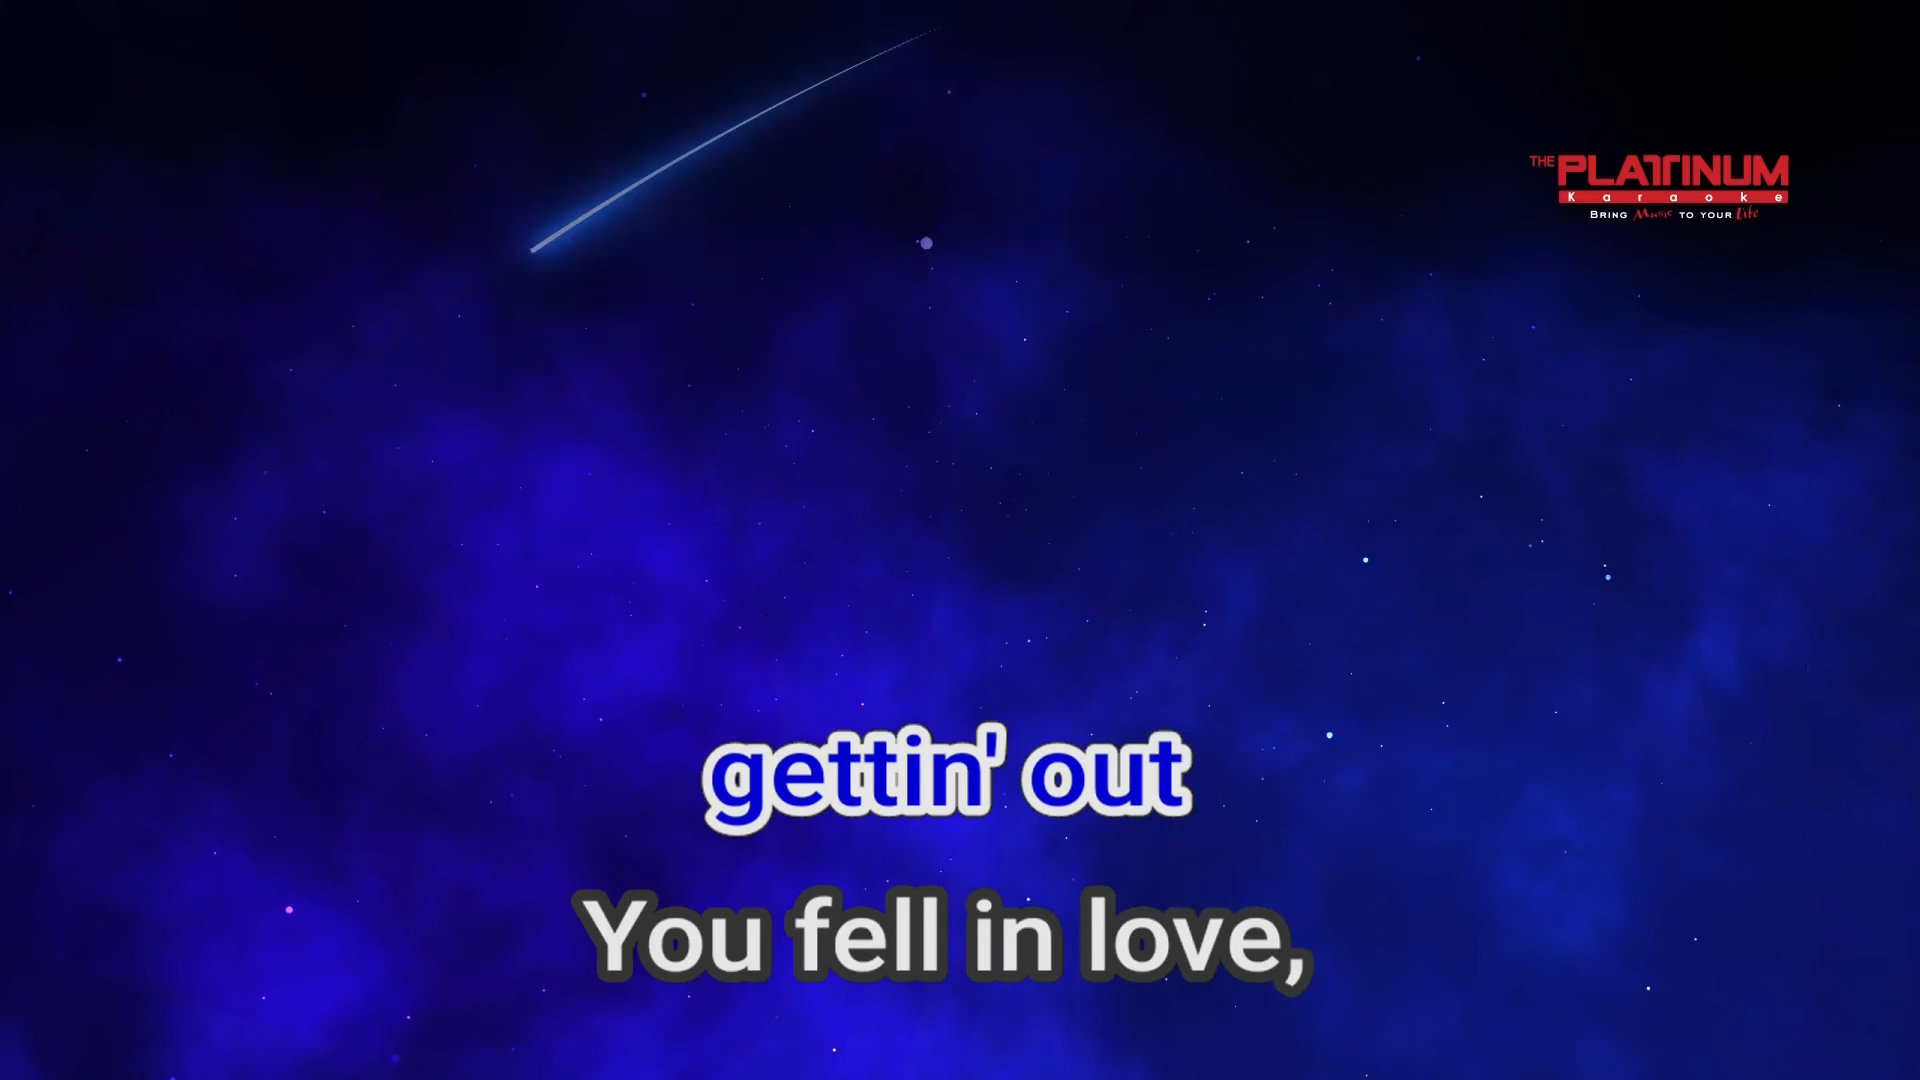 THE PLATINUM
Karaoke
BRING Music TO YOUR Life
gettin' out
You fell in love,